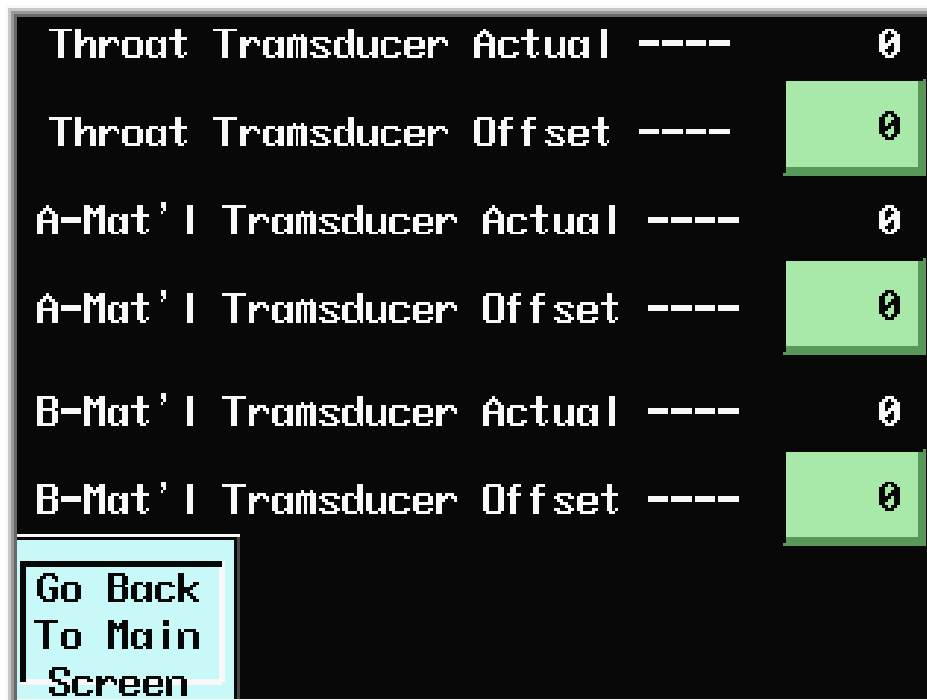 Throat Tramsducer Actual ---- 0
Throat Tramsducer Offset ---- 0
A-Mat'l Tramsducer Actual ---- 0
A-Mat'l Tramsducer Offset ---- 0
B-Mat'l Tramsducer Actual ---- 0
B-Mat'l Tramsducer Offset ---- 0
Go Back
To Main
Screen